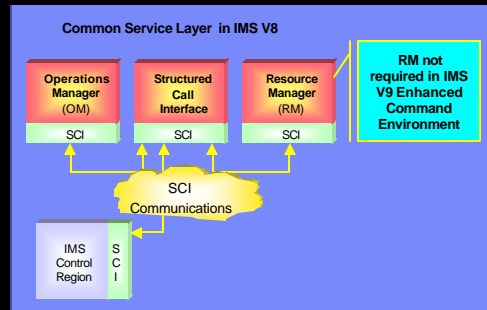 Common Service Layer in IMS V8
Operations
Manager
(OM)
SCI
Structured
Call
Interface
SCI
Resource
Manager
(RM)
SCI
RM not
required in IMS
V9 Enhanced
Command
Environment
SCI
Communications
IMS
Control
Region
S
C
I